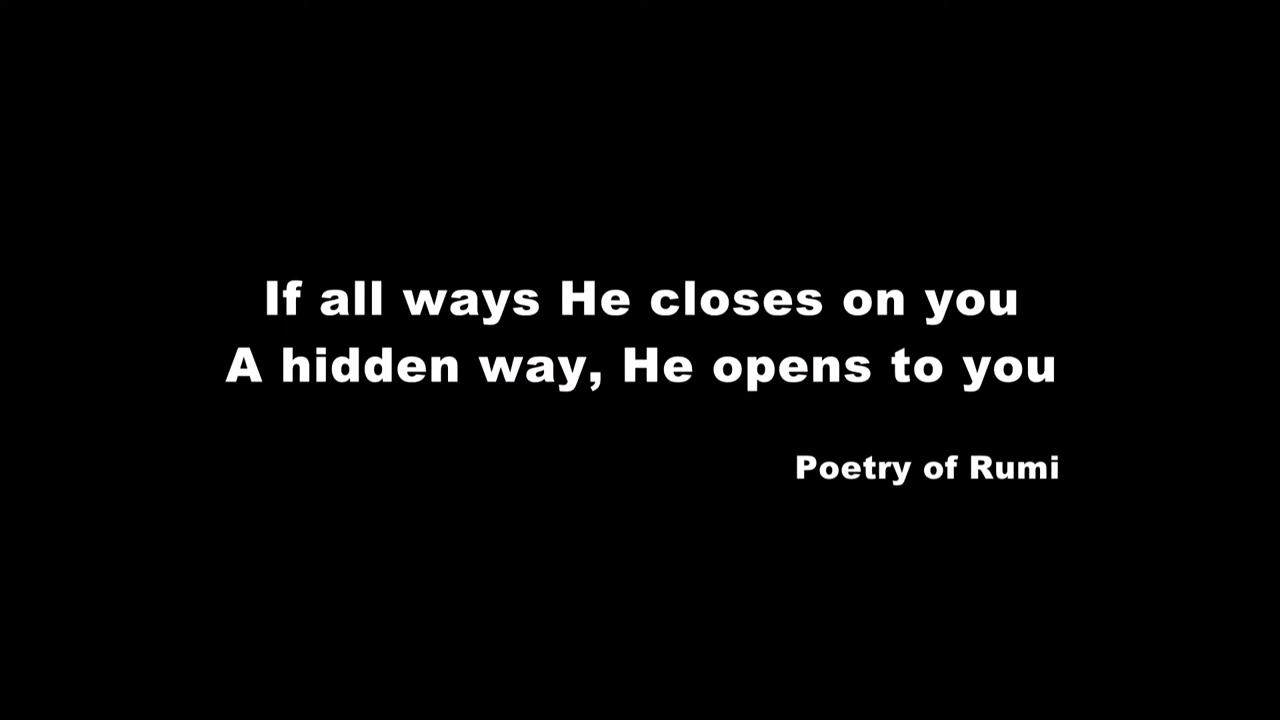 If all ways He closes on you
A hidden way, He opens to you
Poetry of Rumi